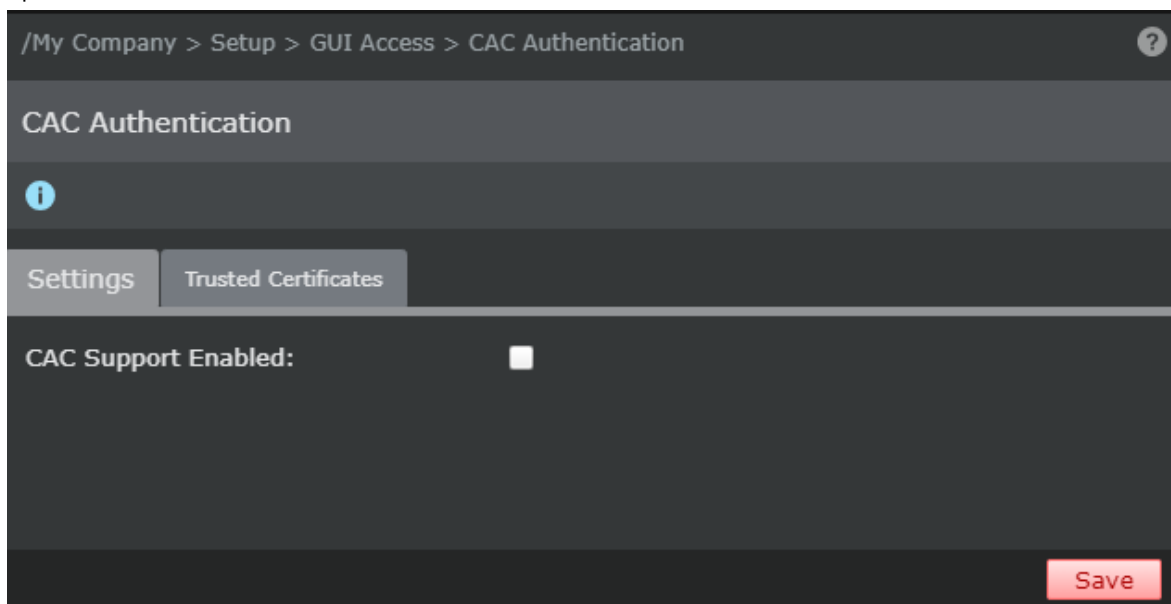 /My Company > Setup > GUI Access > CAC Authentication
?
CAC Authentication
i
Settings Trusted Certificates
CAC Support Enabled:
Save